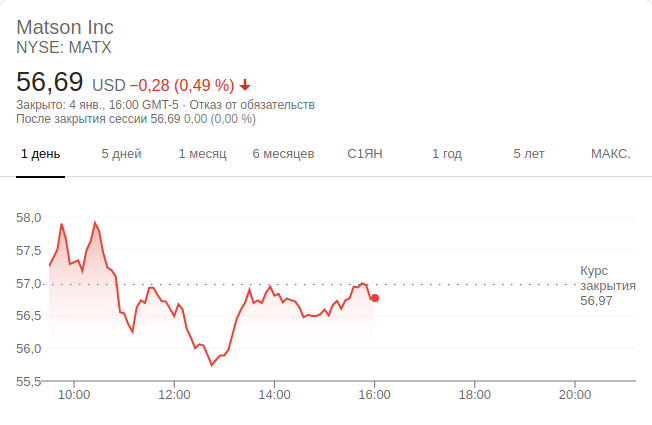 Matson Inc
NYSE: MATX
56,69 USD −0,28 (0,49 %)
Закрыто: 4 янв., 16:00 GMT-5 · Отказ от обязательств
После закрытия сессии 56,69 0,00 (0,00 %)
1 день 5 дней 1 месяц 6 месяцев С1ЯН 1 год 5 лет МАКС.
58,0
57,5
57,0
56,5
56,0
55,5
Курс
закрытия
56,97
10:00 12:00 14:00 16:00 18:00 20:00